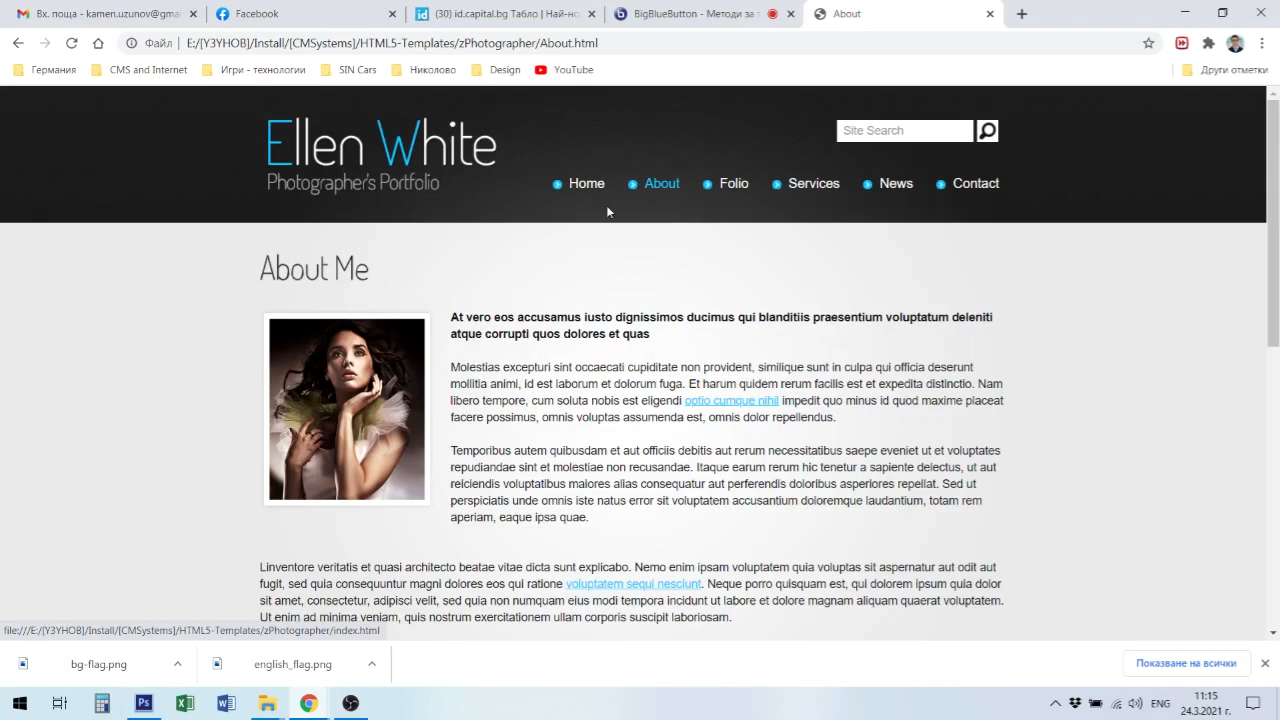 Вх. поща - kamen.uzunov@gmai
Facebook
(30) id.capital.bg Табло | Най-но
BigBlueButton - Методи за з
About
Файл
E:/[Y3YHOB]/Install/[CMSystems]/HTML5-Templates/zPhotographer/About.html
Германия
CMS and Internet
Игри - технологии
SIN Cars
Николово
Design
YouTube
Други отметки
Ellen White
Photographer's Portfolio
Site Search
Home
About
Folio
Services
News
Contact
About Me
At vero eos accusamus iusto dignissimos ducimus qui blanditiis praesentium voluptatum deleniti
atque corrupti quos dolores et quas
Molestias excepturi sint occaecati cupiditate non provident, similique sunt in culpa qui officia deserunt
mollitia animi, id est laborum et dolorum fuga. Et harum quidem rerum facilis est et expedita distinctio. Nam
libero tempore, cum soluta nobis est eligendi optio cumque nihil impedit quo minus id quod maxime placeat
facere possimus, omnis voluptas assumenda est, omnis dolor repellendus.
Temporibus autem quibusdam et aut officiis debitis aut rerum necessitatibus saepe eveniet ut et voluptates
repudiandae sint et molestiae non recusandae. Itaque earum rerum hic tenetur a sapiente delectus, ut aut
reiciendis voluptatibus maiores alias consequatur aut perferendis doloribus asperiores repellat. Sed ut
perspiciatis unde omnis iste natus error sit voluptatem accusantium doloremque laudantium, totam rem
aperiam, eaque ipsa quae.
Linventore veritatis et quasi architecto beatae vitae dicta sunt explicabo. Nemo enim ipsam voluptatem quia voluptas sit aspernatur aut odit aut
fugit, sed quia consequuntur magni dolores eos qui ratione voluptatem sequi nesciunt. Neque porro quisquam est, qui dolorem ipsum quia dolor
sit amet, consectetur, adipisci velit, sed quia non numquam eius modi tempora incidunt ut labore et dolore magnam aliquam quaerat voluptatem.
Ut enim ad minima veniam, quis nostrum exercitationem ullam corporis suscipit laboriosam.
file:///E:/[Y3YHOB]/Install/[CMSystems]/HTML5-Templates/zPhotographer/index.html
bg-flag.png
english_flag.png
Показване на всички
ENG
11:15
24.3.2021 г.